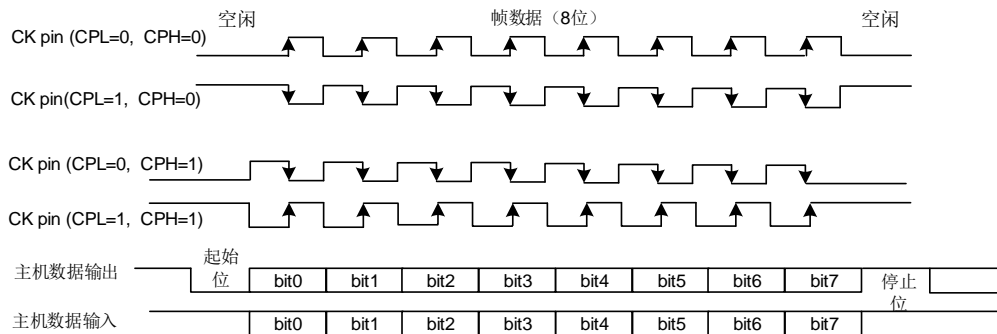 空闲 帧数据（8位） 空闲
CK pin (CPL=0, CPH=0)
CK pin(CPL=1, CPH=0)
CK pin (CPL=0, CPH=1)
CK pin (CPL=1, CPH=1)
主机数据输出 起始位 bit0 bit1 bit2 bit3 bit4 bit5 bit6 bit7 停止位
主机数据输入 bit0 bit1 bit2 bit3 bit4 bit5 bit6 bit7